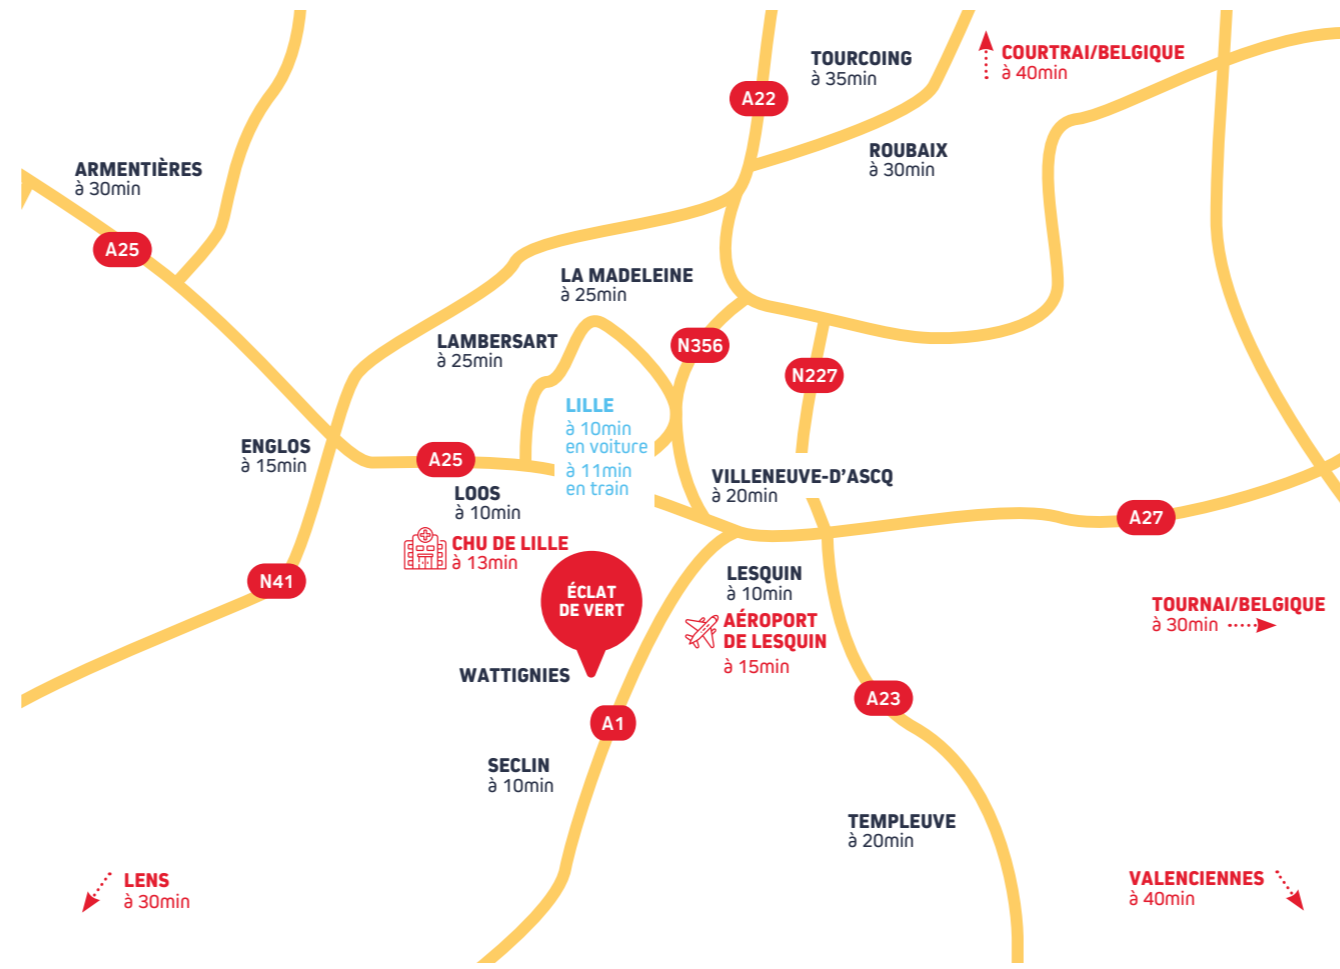 TOURCOING
à 35min
COURTRAI/BELGIQUE
à 40min
A22
ROUBAIX
à 30min
ARMENTIÈRES
à 30min
A25
LA MADELEINE
à 25min
LAMBERSART
à 25min
N356
N227
LILLE
à 10min
en voiture
à 11min
en train
ENGLOS
à 15min
A25
LOOS
à 10min
VILLENEUVE-D'ASCQ
à 20min
A27
CHU DE LILLE
à 13min
N41
ÉCLAT
DE VERT
LESQUIN
à 10min
AÉROPORT
DE LESQUIN
à 15min
TOURNAI/BELGIQUE
à 30min
WATTIGNIES
A23
A1
SECLIN
à 10min
TEMPLEUVE
à 20min
LENS
à 30min
VALENCIENNES
à 40min